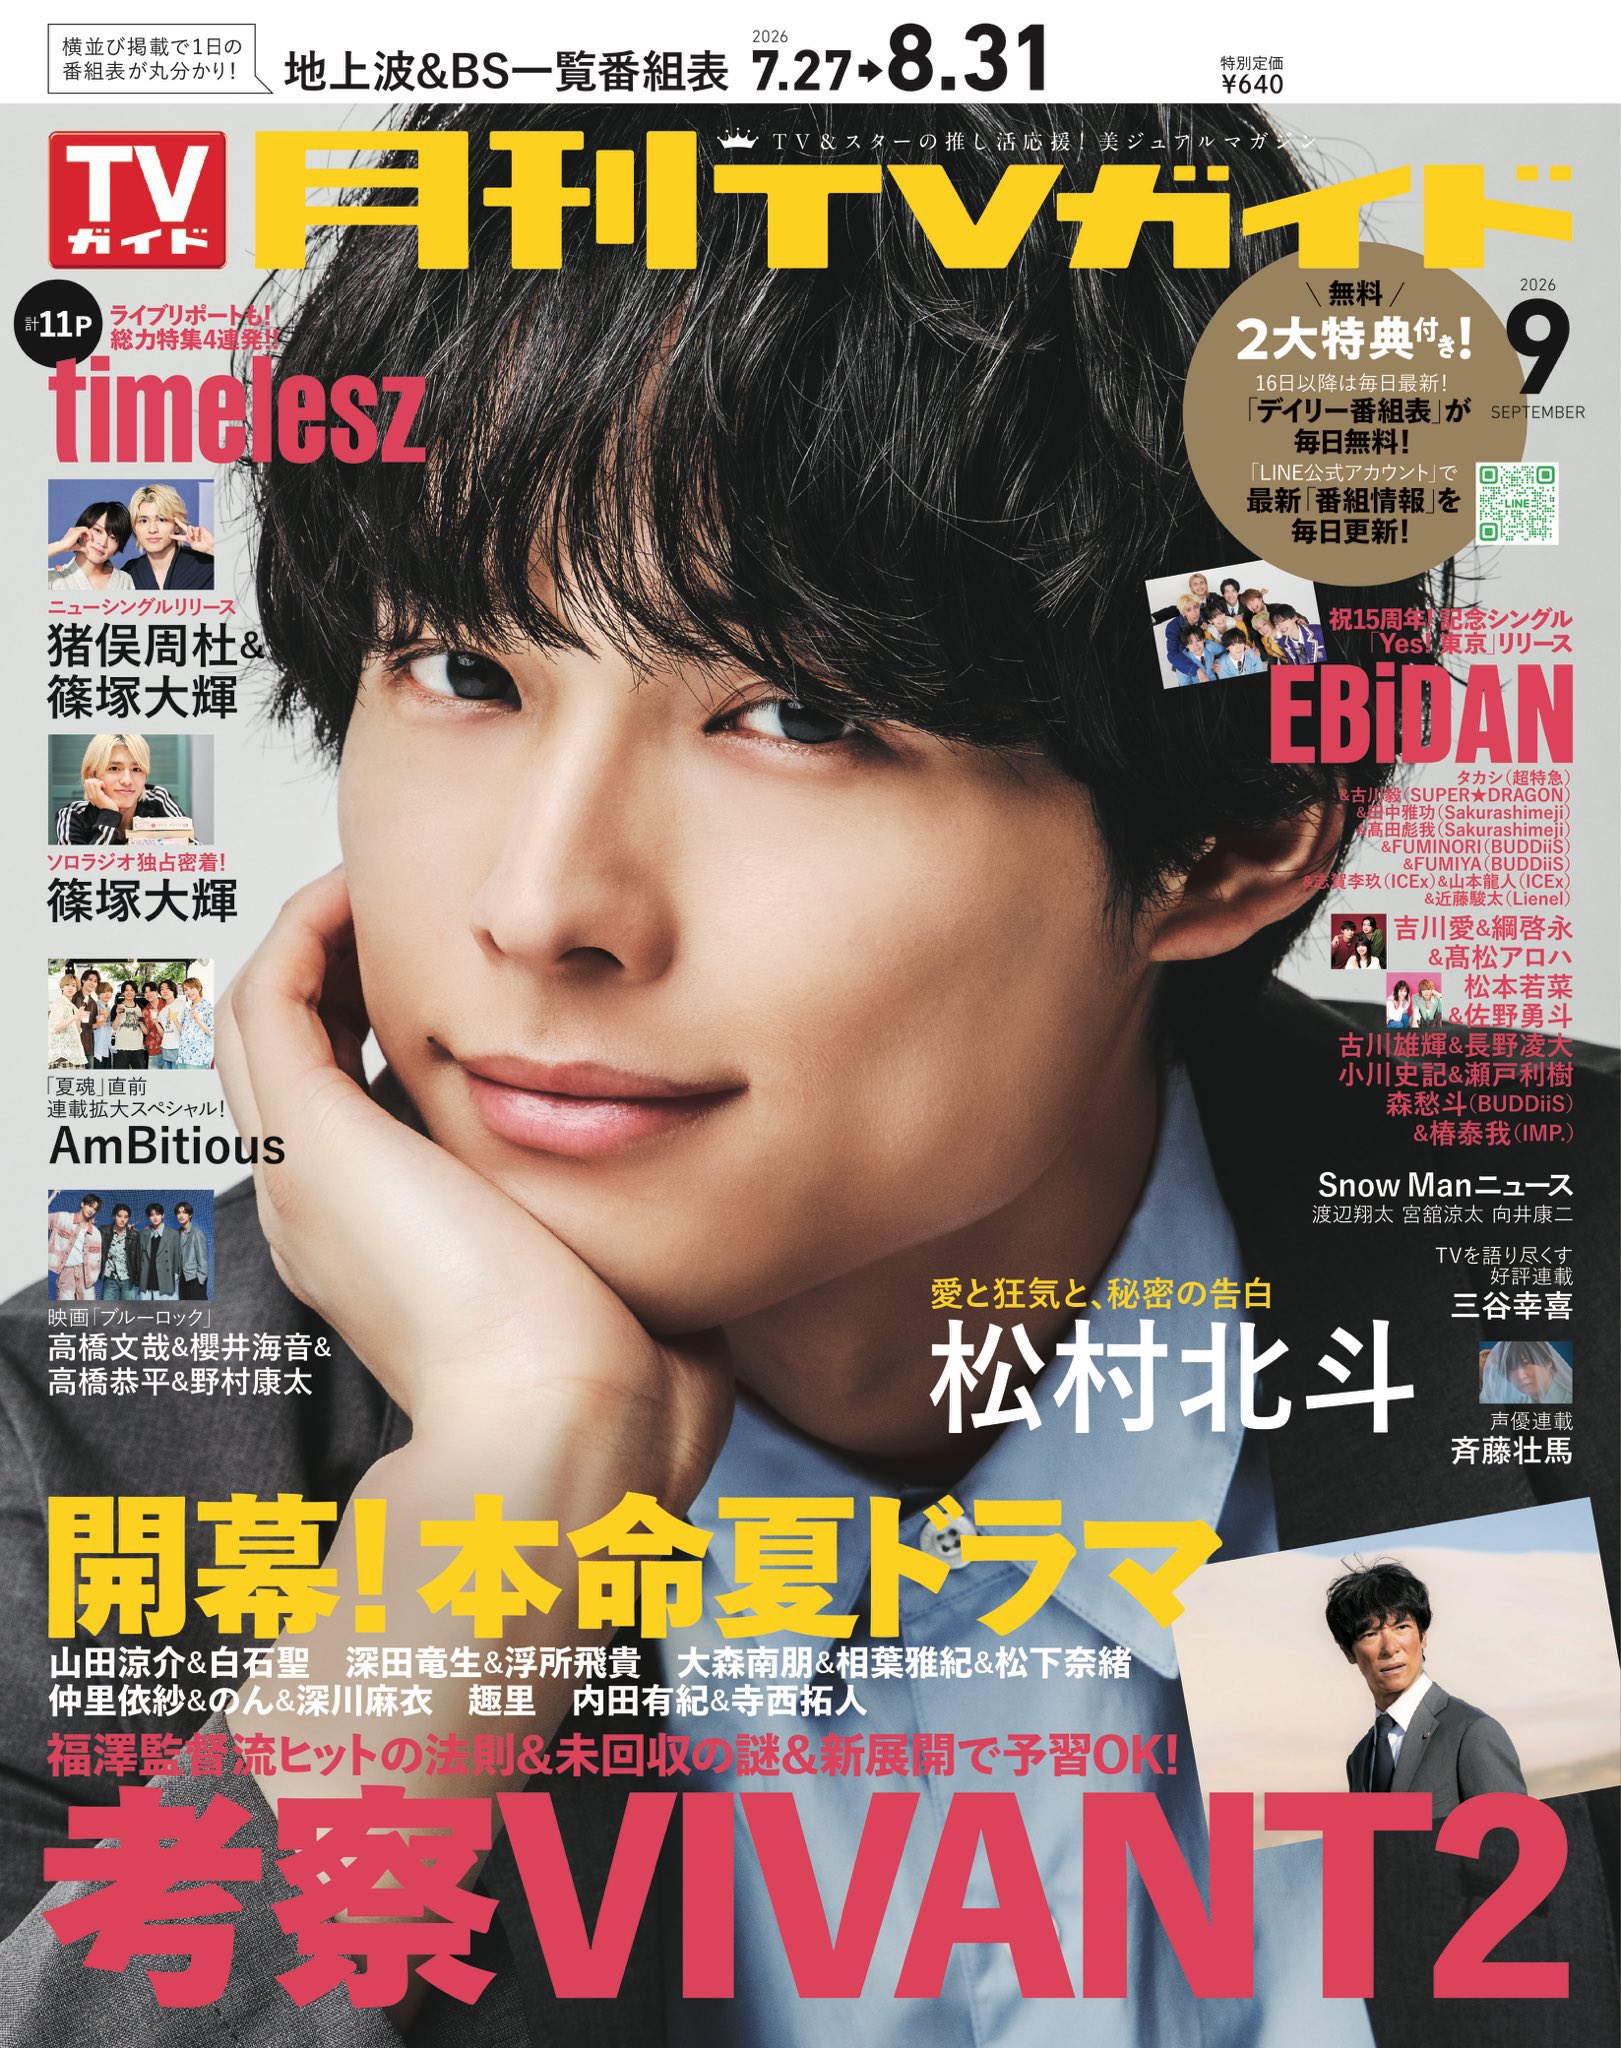 横並び掲載で1日の
番組表が丸分かり!
地上波&BS一覧番組表
2026
7.27→8.31
特別定価
¥640
TV
ガイド
TV&スターの推し活応援!美ジュアルマガジン
月刊TVガイド
2026
9
SEPTEMBER
計11P
ライブリポートも!
総力特集4連発!!
timelesz
\ 無料 /
2大特典付き!
16日以降は毎日最新!
「デイリー番組表」が
毎日無料!
「LINE公式アカウント」で
最新「番組情報」を
毎日更新!
LINE
ニューシングルリリース
猪俣周杜&
篠塚大輝
ソロラジオ独占密着!
篠塚大輝
「夏魂」直前
連載拡大スペシャル!
AmBitious
映画「ブルーロック」
高橋文哉&櫻井海音&
高橋恭平&野村康太
祝15周年!記念シングル
「Yes! 東京」リリース
EBiDAN
タカシ(超特急)
&古川毅(SUPER★DRAGON)
&田中雅功(Sakurashimeji)
&髙田彪我(Sakurashimeji)
&FUMINORI(BUDDiiS)
&FUMIYA(BUDDiiS)
&志賀李玖(ICEx)&山本龍人(ICEx)
&近藤駿太(Lienel)
吉川愛&綱啓永
&髙松アロハ
松本若菜
&佐野勇斗
古川雄輝&長野凌大
小川史記&瀬戸利樹
森愁斗(BUDDiiS)
&椿泰我(IMP.)
Snow Manニュース
渡辺翔太 宮舘涼太 向井康二
TVを語り尽くす
好評連載
三谷幸喜
声優連載
斉藤壮馬
愛と狂気と、秘密の告白
松村北斗
開幕!本命夏ドラマ
山田涼介&白石聖 深田竜生&浮所飛貴 大森南朋&相葉雅紀&松下奈緒
仲里依紗&のん&深川麻衣 趣里 内田有紀&寺西拓人
福澤監督流ヒットの法則&未回収の謎&新展開で予習OK!
考察VIVANT2